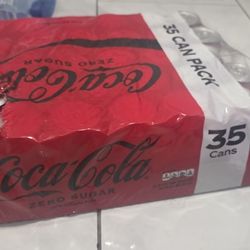 Coca-Cola
ZERO SUGAR
35 CAN PACK
Coca-Cola
ZERO SUGAR
35
Cans